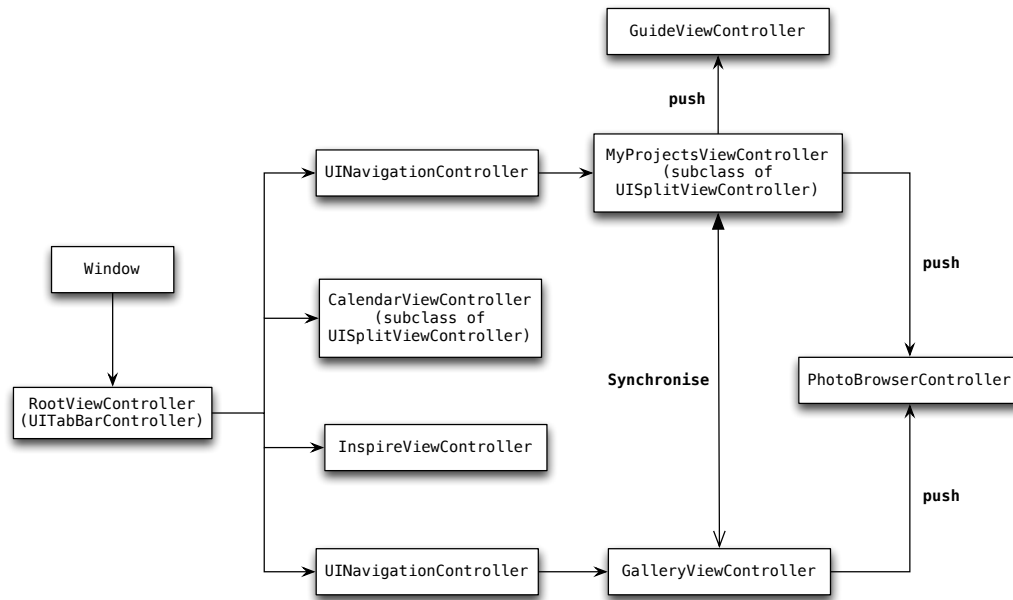 GuideViewController
push
MyProjectsViewController
(subclass of
UISplitViewController)
UINavigationController
push
Window
CalendarViewController
(subclass of
UISplitViewController)
Synchronise
PhotoBrowserController
RootViewController
(UITabBarController)
InspireViewController
push
UINavigationController
GalleryViewController